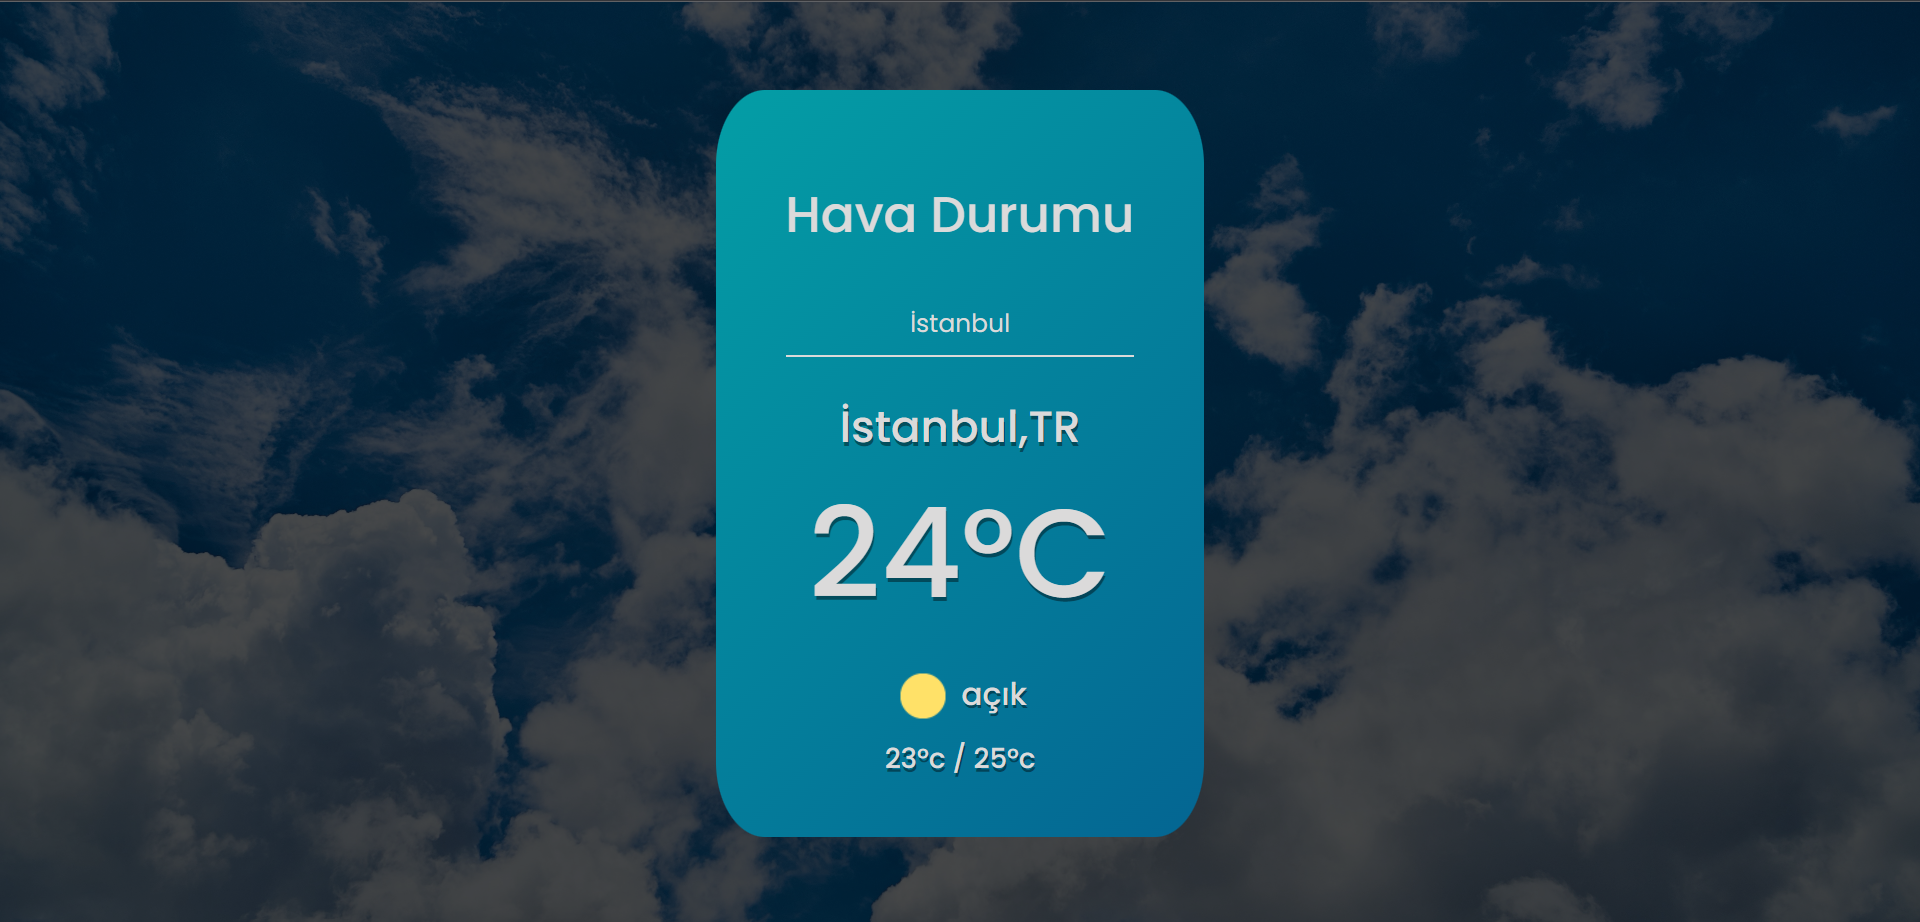 Hava Durumu
İstanbul
İstanbul,TR
24°C
açık
23°c / 25°c